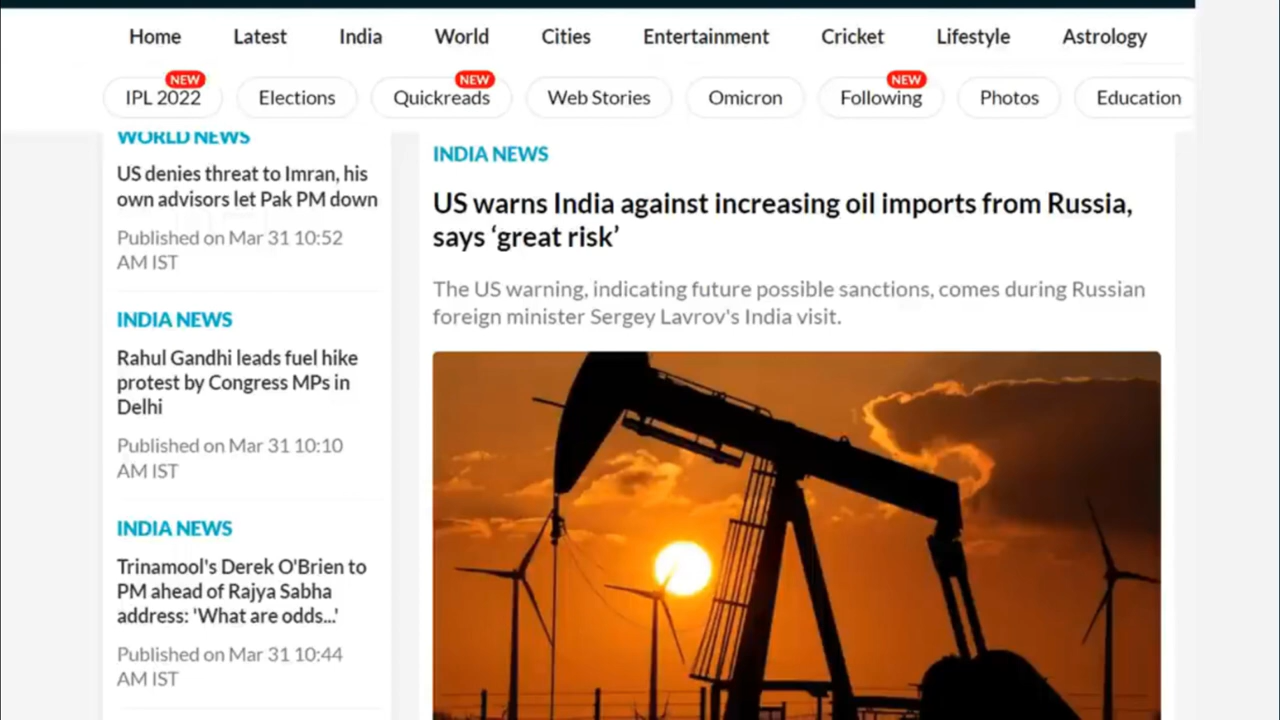 Home Latest India World Cities Entertainment Cricket Lifestyle Astrology
NEW NEW NEW
IPL 2022 Elections Quickreads Web Stories Omicron Following Photos Education
WORLD NEWS
US denies threat to Imran, his
own advisors let Pak PM down
Published on Mar 31 10:52
AM IST
INDIA NEWS
Rahul Gandhi leads fuel hike
protest by Congress MPs in
Delhi
Published on Mar 31 10:10
AM IST
INDIA NEWS
Trinamool's Derek O'Brien to
PM ahead of Rajya Sabha
address: 'What are odds...'
Published on Mar 31 10:44
AM IST
INDIA NEWS
US warns India against increasing oil imports from Russia,
says ‘great risk’
The US warning, indicating future possible sanctions, comes during Russian
foreign minister Sergey Lavrov's India visit.